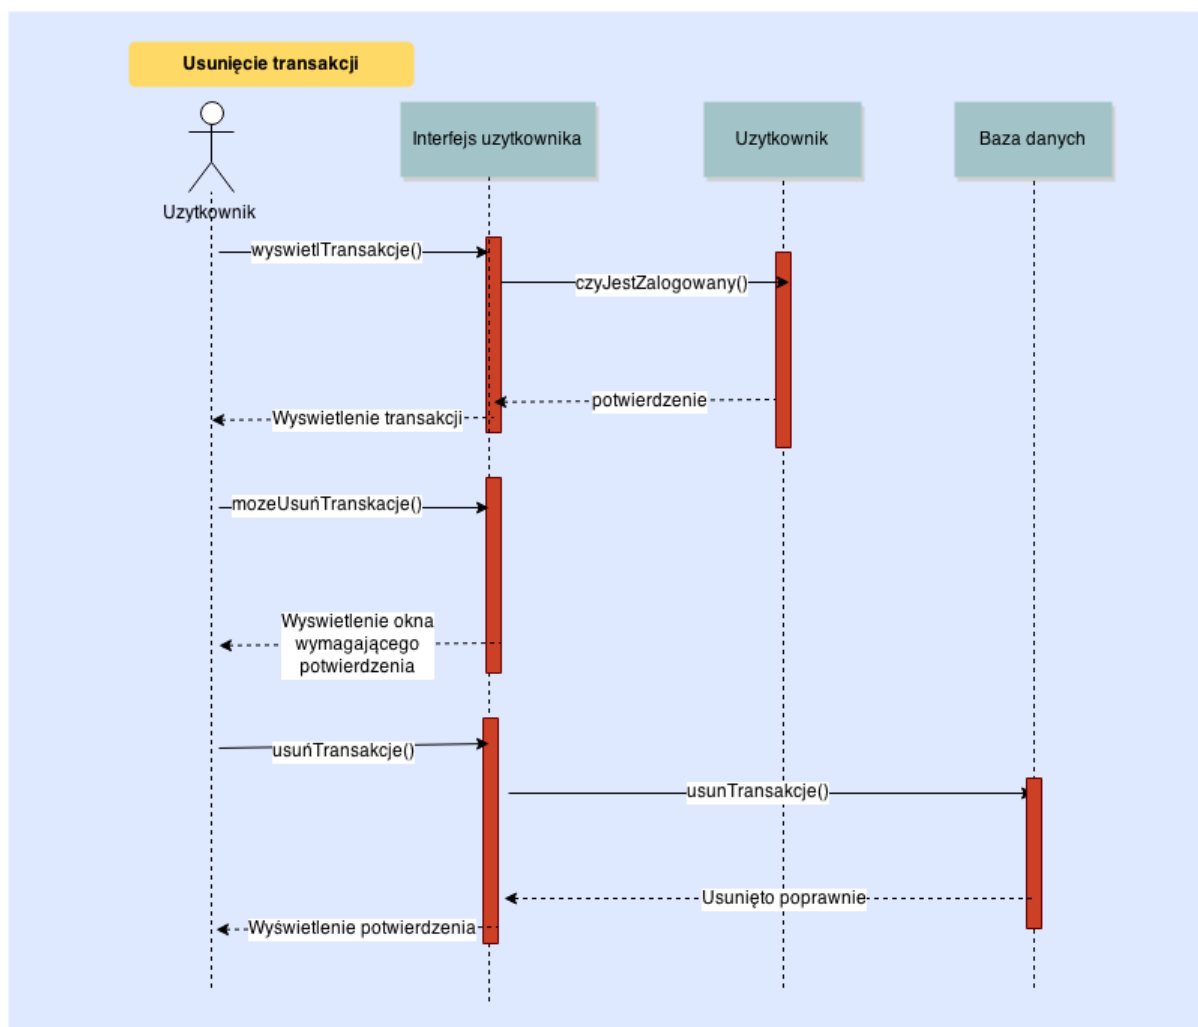 Usunięcie transakcji
Interfejs uzytkownika
Uzytkownik
Baza danych
Uzytkownik
wyswietlTransakcje()
czyJestZalogowany()
potwierdzenie
Wyswietlenie transakcji
mozeUsuńTranskacje()
Wyswietlenie okna
wymagającego
potwierdzenia
usuńTransakcje()
usunTransakcje()
Usunięto poprawnie
Wyświetlenie potwierdzenia